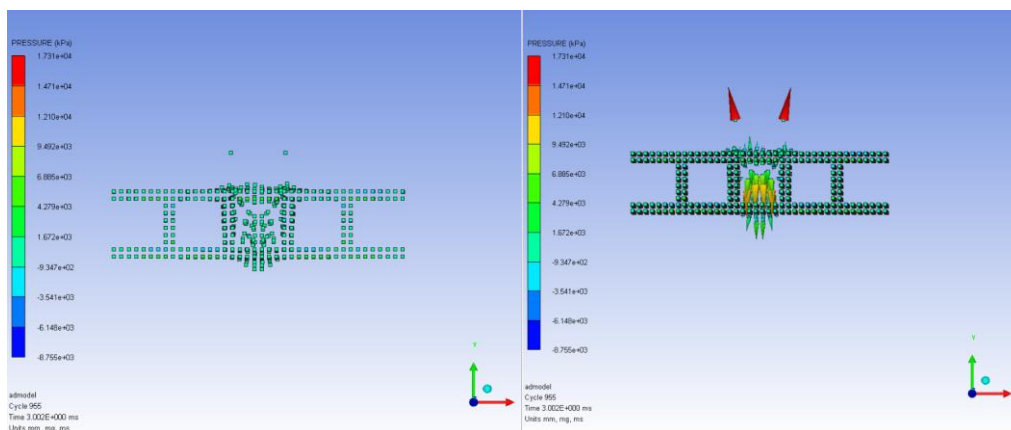 PRESSURE (kPa)
1.731e+04
1.471e+04
1.210e+04
9.492e+03
6.885e+03
4.279e+03
1.672e+03
-9.347e+02
-3.541e+03
-6.148e+03
-8.755e+03
admodel
Cycle 955
Time 3.002E+000 ms
Units mm, mg, ms
Y
PRESSURE (kPa)
1.731e+04
1.471e+04
1.210e+04
9.492e+03
6.885e+03
4.279e+03
1.672e+03
-9.347e+02
-3.541e+03
-6.148e+03
-8.755e+03
admodel
Cycle 955
Time 3.002E+000 ms
Units mm, mg, ms
Y